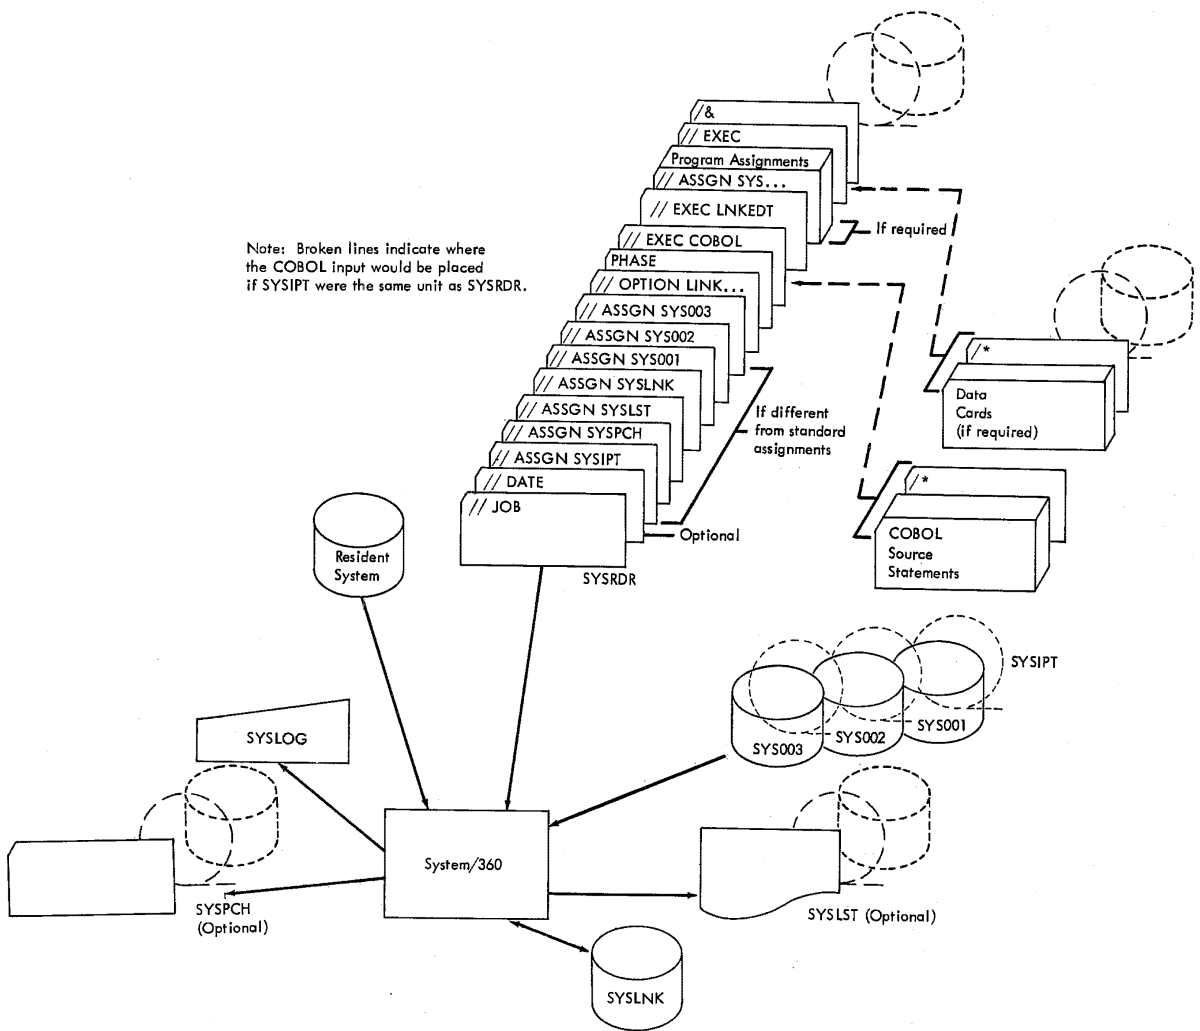 /&
// EXEC
Program Assignments
// ASSGN SYS...
// EXEC LNKEDT
If required
// EXEC COBOL
PHASE
// OPTION LINK...
// ASSGN SYS003
// ASSGN SYS002
// ASSGN SYS001
// ASSGN SYSLNK
// ASSGN SYSLST
// ASSGN SYSPCH
// ASSGN SYSIPT
// DATE
// JOB
Note: Broken lines indicate where
the COBOL input would be placed
if SYSIPT were the same unit as SYSRDR.
If different
from standard
assignments
Optional
SYSRDR
/*
Data
Cards
(if required)
/*
COBOL
Source
Statements
Resident
System
SYSIPT
SYS001
SYS002
SYS003
SYSLOG
System/360
SYSPCH
(Optional)
SYSLST (Optional)
SYSLNK